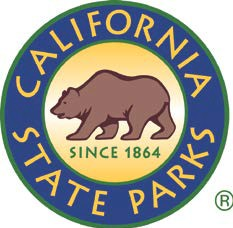 CALIFORNIA
SINCE 1864
STATE PARKS
®